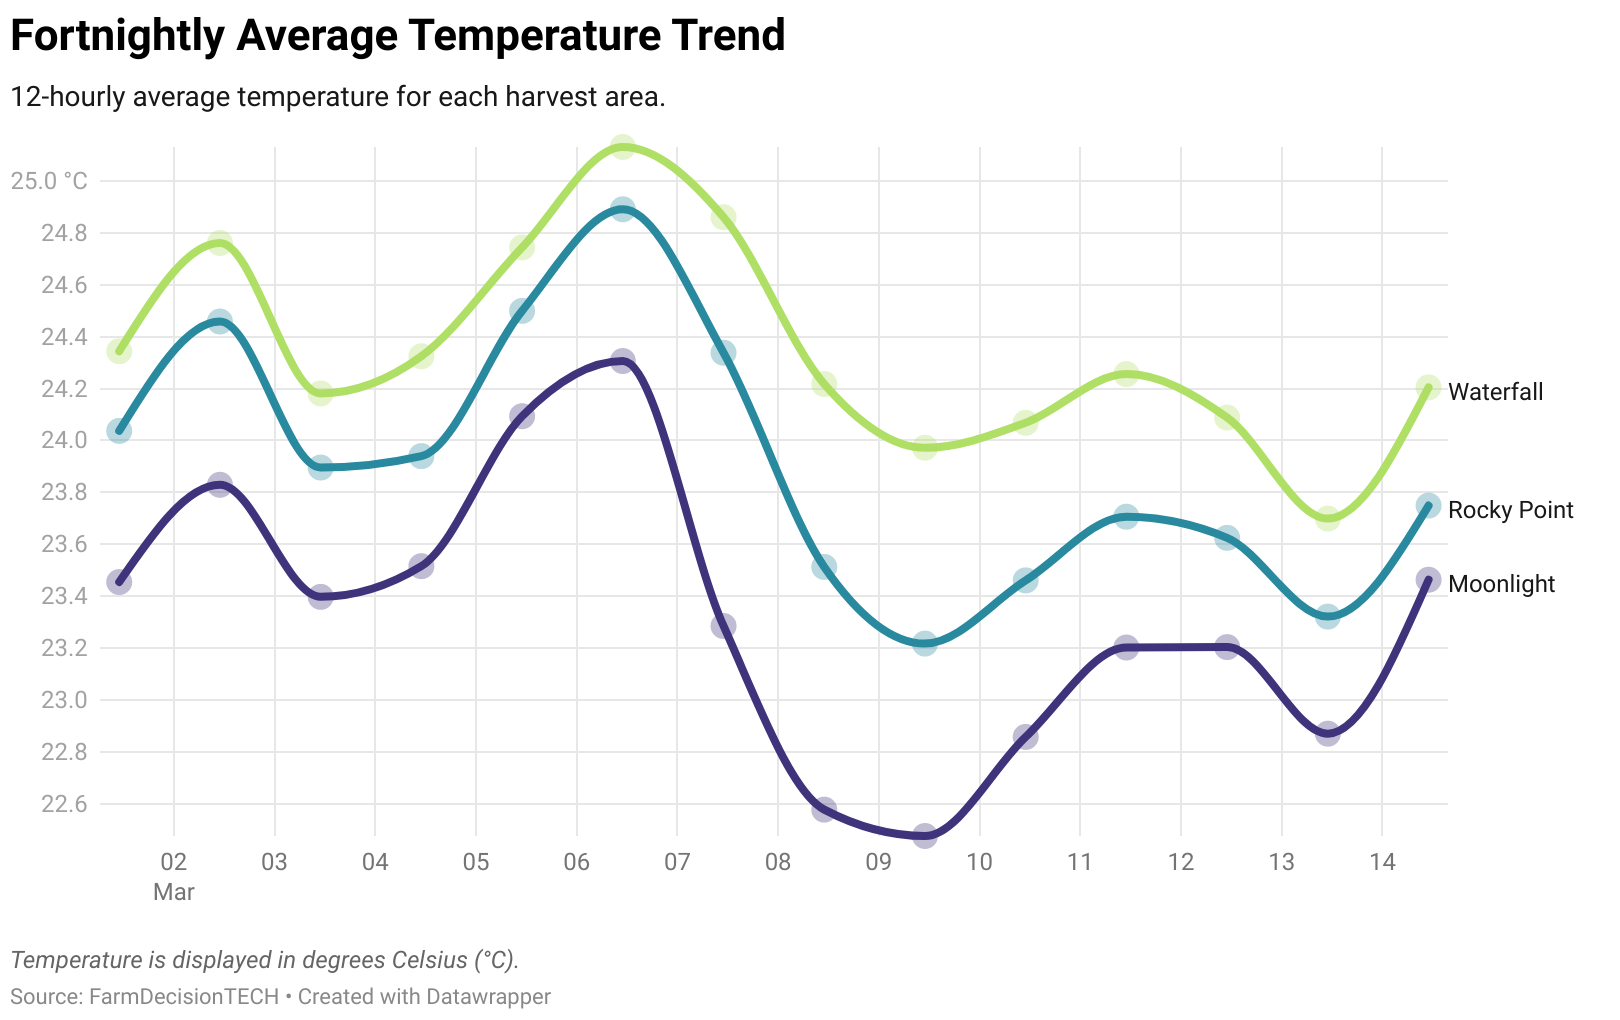 Fortnightly Average Temperature Trend
12-hourly average temperature for each harvest area.
25.0 °C
24.8
24.6
24.4
24.2
24.0
23.8
23.6
23.4
23.2
23.0
22.8
22.6
Waterfall
Rocky Point
Moonlight
02 03 04 05 06 07 08 09 10 11 12 13 14
Mar
Temperature is displayed in degrees Celsius (°C).
Source: FarmDecisionTECH • Created with Datawrapper